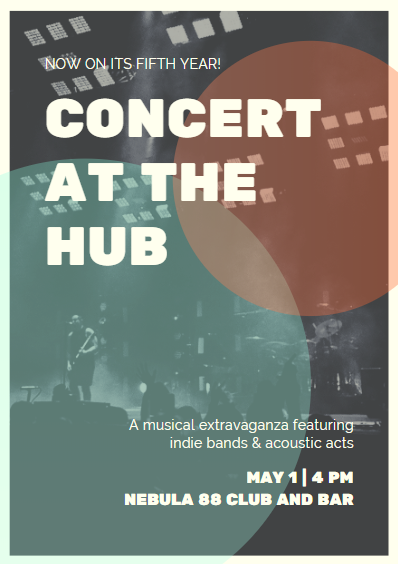 NOW ON ITS FIFTH YEAR!
CONCERT
AT THE
HUB
A musical extravaganza featuring
indie bands & acoustic acts
MAY 1 | 4 PM
NEBULA 88 CLUB AND BAR